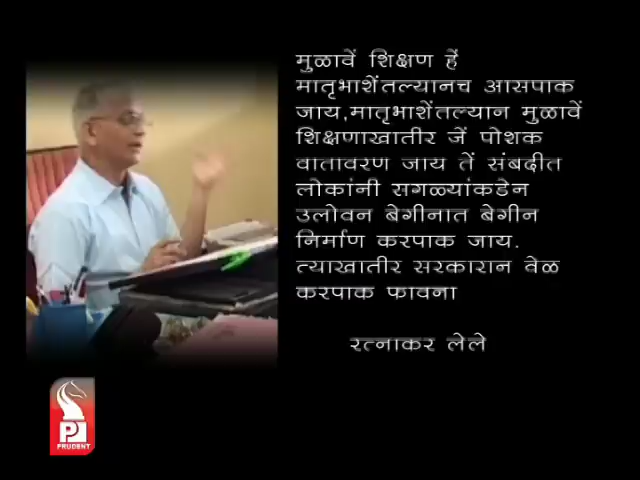 मुळावें शिक्षण हें
मातृभाशेंतल्यानच आसपाक
जाय,मातृभाशेंतल्यान मुळावें
शिक्षणाखातीर जें पोशक
वातावरण जाय तें संबदीत
लोकांनी सगळ्यांकडेन
उलोवन बेगीनात बेगीन
निर्माण करपाक जाय.
त्याखातीर सरकारान वेळ
करपाक फावना
रत्नाकर लेले
PRUDENT